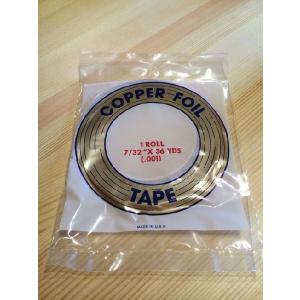 COPPER FOIL
1 ROLL
7/32" X 36 YDS
(.001)
TAPE
MADE IN U.S.A.